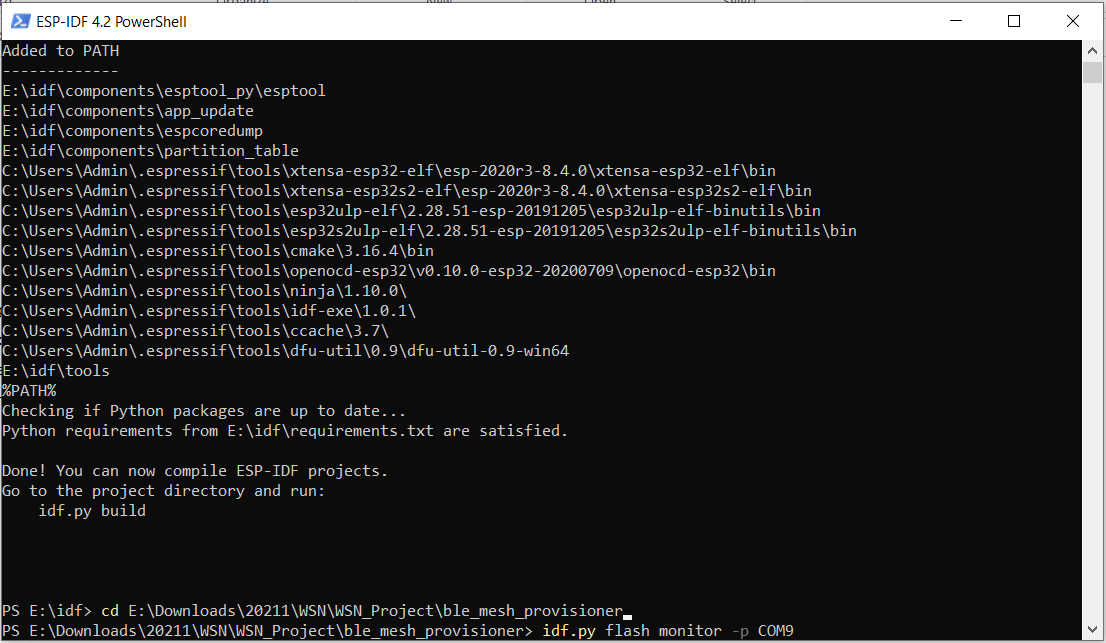 ESP-IDF 4.2 PowerShell
Added to PATH
-------------
E:\idf\components\esptool_py\esptool
E:\idf\components\app_update
E:\idf\components\espcoredump
E:\idf\components\partition_table
C:\Users\Admin\.espressif\tools\xtensa-esp32-elf\esp-2020r3-8.4.0\xtensa-esp32-elf\bin
C:\Users\Admin\.espressif\tools\xtensa-esp32s2-elf\esp-2020r3-8.4.0\xtensa-esp32s2-elf\bin
C:\Users\Admin\.espressif\tools\esp32ulp-elf\2.28.51-esp-20191205\esp32ulp-elf-binutils\bin
C:\Users\Admin\.espressif\tools\esp32s2ulp-elf\2.28.51-esp-20191205\esp32s2ulp-elf-binutils\bin
C:\Users\Admin\.espressif\tools\cmake\3.16.4\bin
C:\Users\Admin\.espressif\tools\openocd-esp32\v0.10.0-esp32-20200709\openocd-esp32\bin
C:\Users\Admin\.espressif\tools\ninja\1.10.0\
C:\Users\Admin\.espressif\tools\idf-exe\1.0.1\
C:\Users\Admin\.espressif\tools\ccache\3.7\
C:\Users\Admin\.espressif\tools\dfu-util\0.9\dfu-util-0.9-win64
E:\idf\tools
%PATH%
Checking if Python packages are up to date...
Python requirements from E:\idf\requirements.txt are satisfied.
Done! You can now compile ESP-IDF projects.
Go to the project directory and run:
idf.py build
PS E:\idf> cd E:\Downloads\20211\WSN\WSN_Project\ble_mesh_provisioner
PS E:\Downloads\20211\WSN\WSN_Project\ble_mesh_provisioner> idf.py flash monitor -p COM9